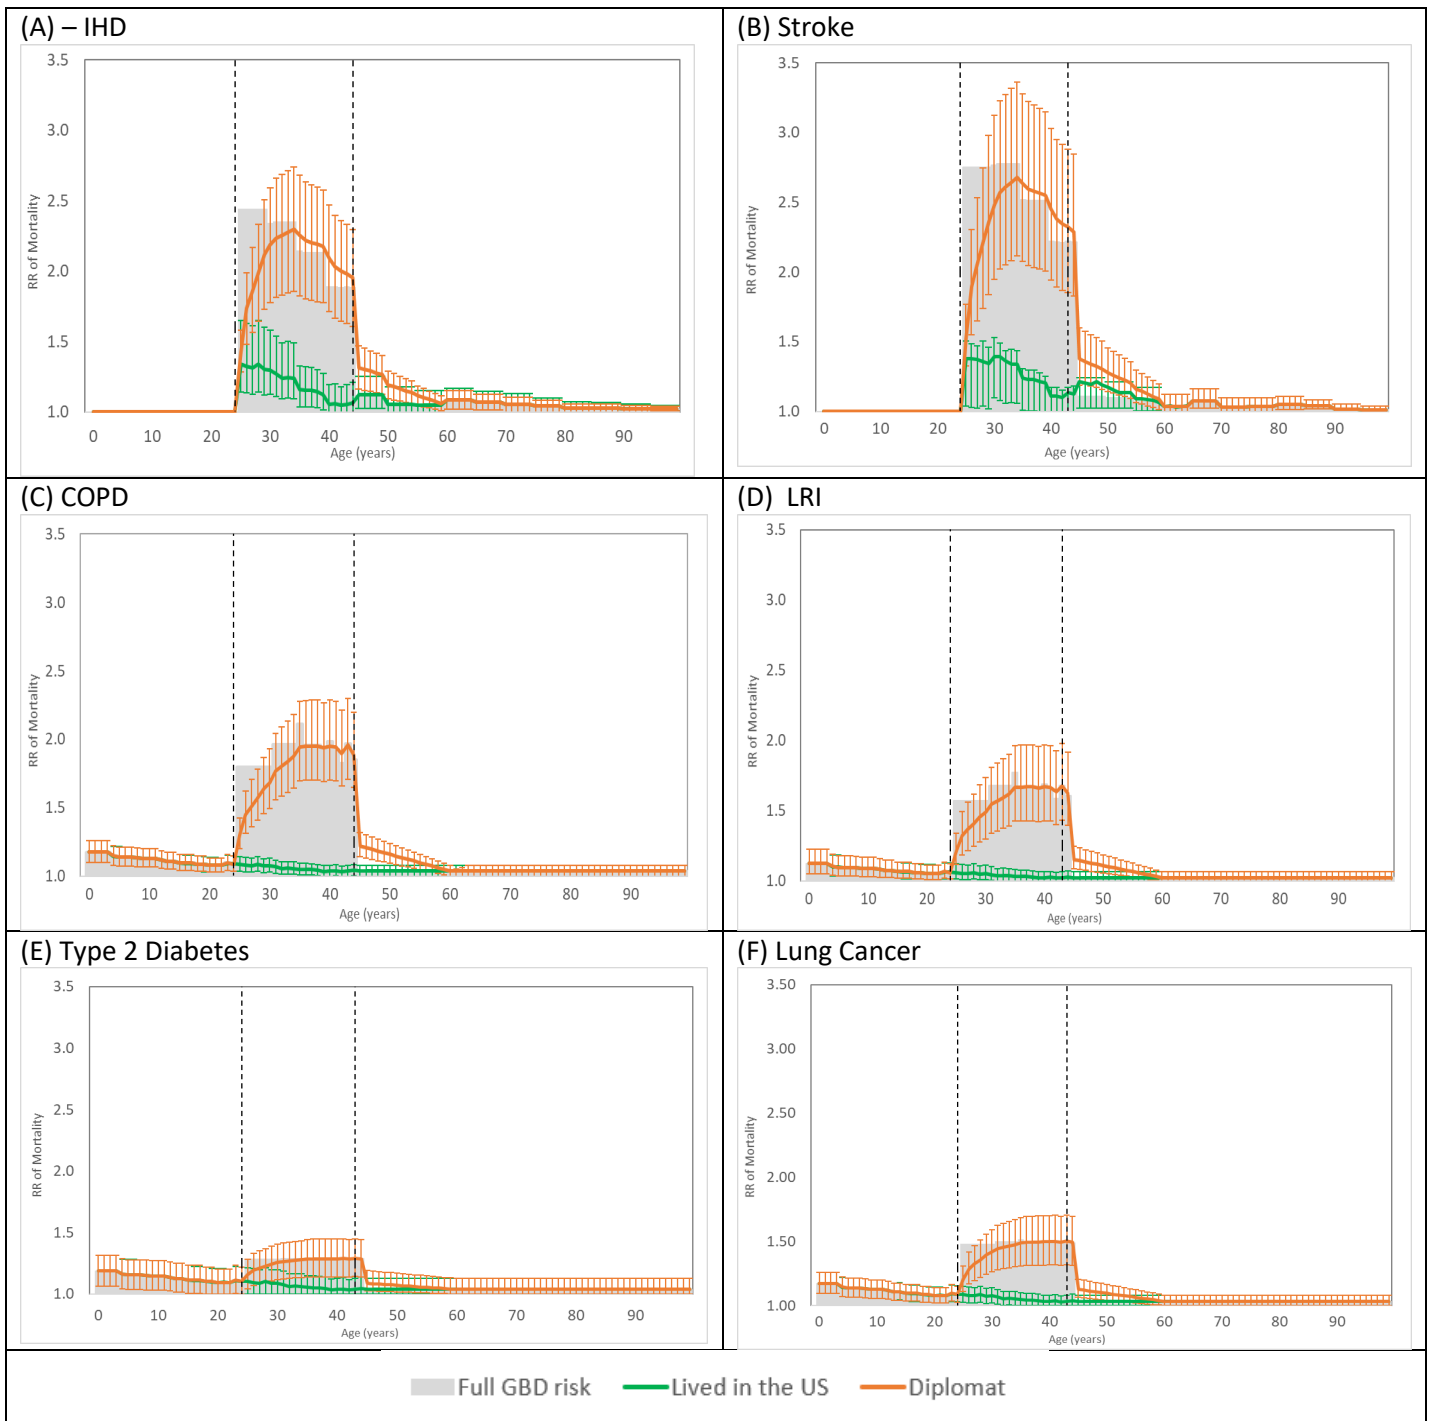 (A) – IHD
3.5
3.0
2.5
2.0
1.5
1.0
RR of Mortality
0 10 20 30 40 50 60 70 80 90
Age (years)
(B) Stroke
3.5
3.0
2.5
2.0
1.5
1.0
RR of Mortality
0 10 20 30 40 50 60 70 80 90
Age (years)
(C) COPD
3.5
3.0
2.5
2.0
1.5
1.0
RR of Mortality
0 10 20 30 40 50 60 70 80 90
Age (years)
(D) LRI
3.5
3.0
2.5
2.0
1.5
1.0
RR of Mortality
0 10 20 30 40 50 60 70 80 90
Age (years)
(E) Type 2 Diabetes
3.5
3.0
2.5
2.0
1.5
1.0
RR of Mortality
0 10 20 30 40 50 60 70 80 90
Age (years)
(F) Lung Cancer
3.50
3.00
2.50
2.00
1.50
1.00
RR of Mortality
0 10 20 30 40 50 60 70 80 90
Age (years)
Full GBD risk Lived in the US Diplomat